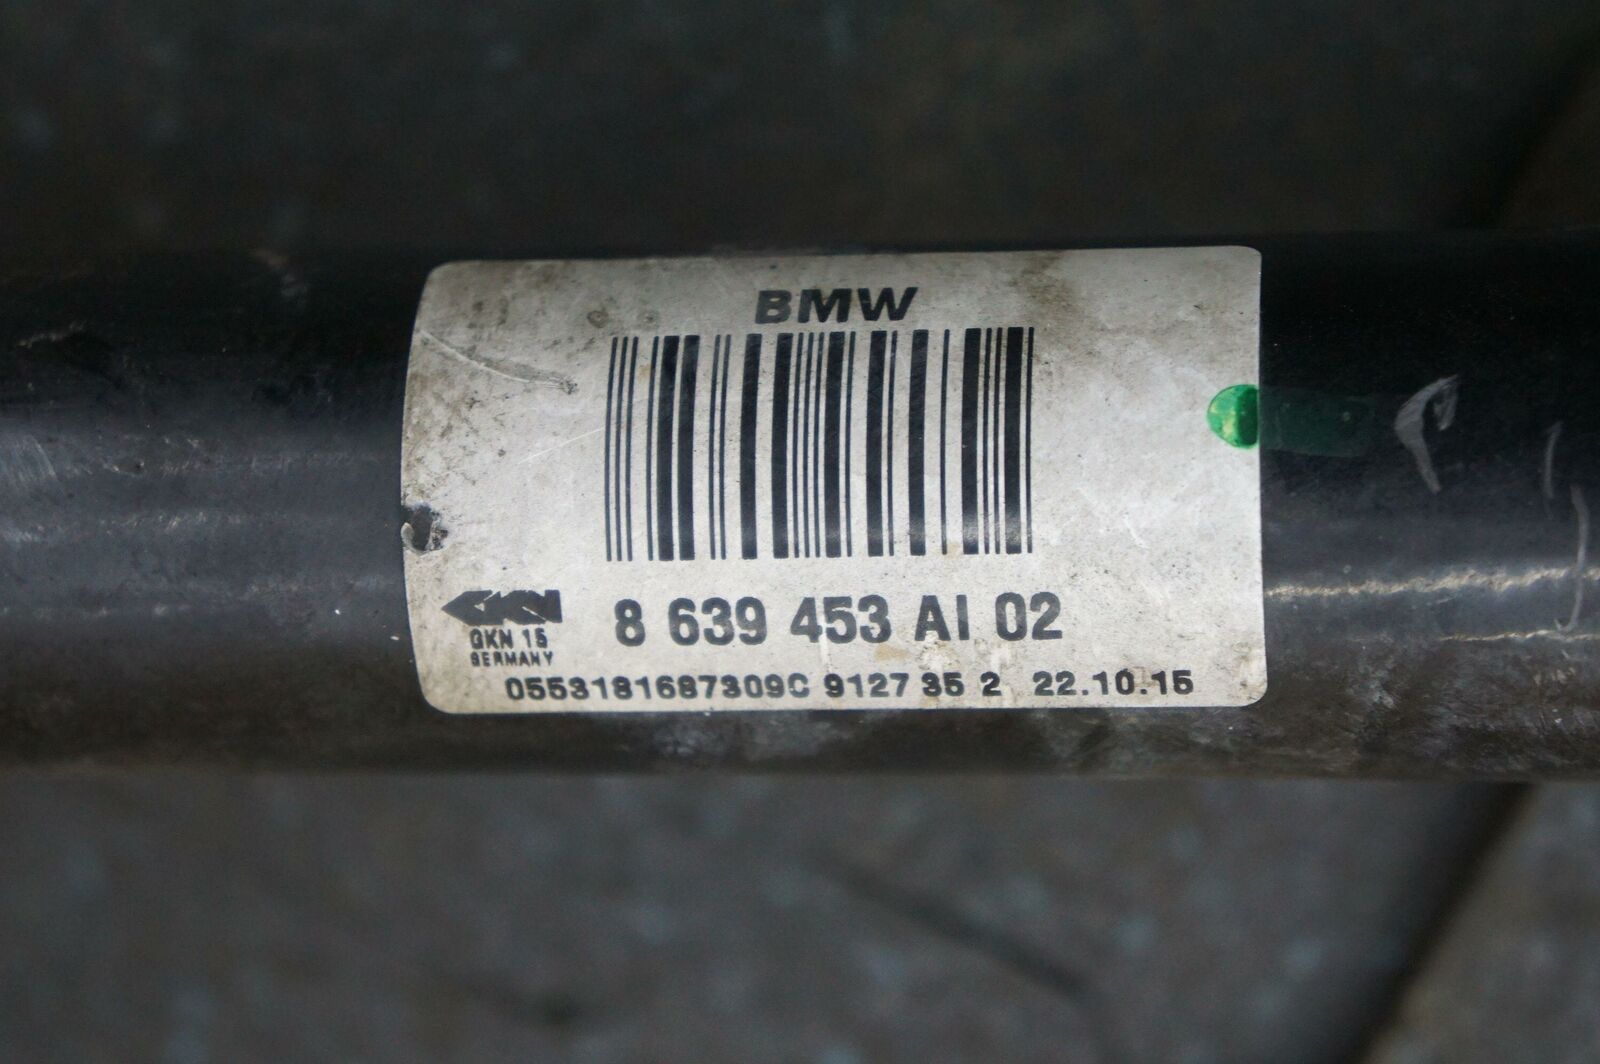 BMW
GKN
8 639 453 AI 02
GKN 15
GERMANY
0553181687309C 9127 35 2 22.10.15